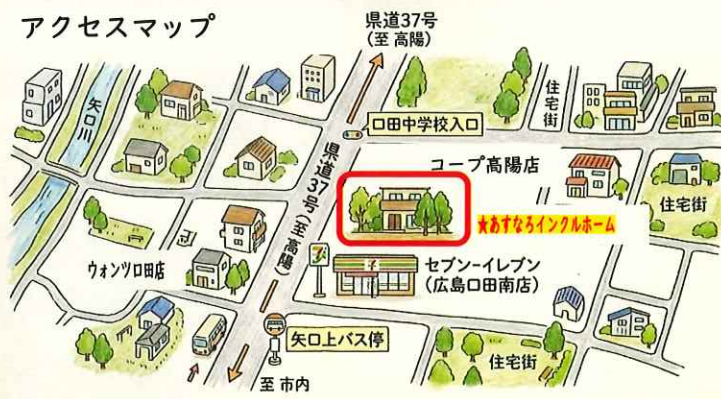 アクセスマップ
県道37号
(至 高陽)
矢口川
口田中学校入口
住宅街
県道37号(至 高陽)
コープ高陽店
住宅街
★あすなろインクルホーム
ウォンツ口田店
7
セブン-イレブン
(広島口田南店)
矢口上バス停
住宅街
至 市内